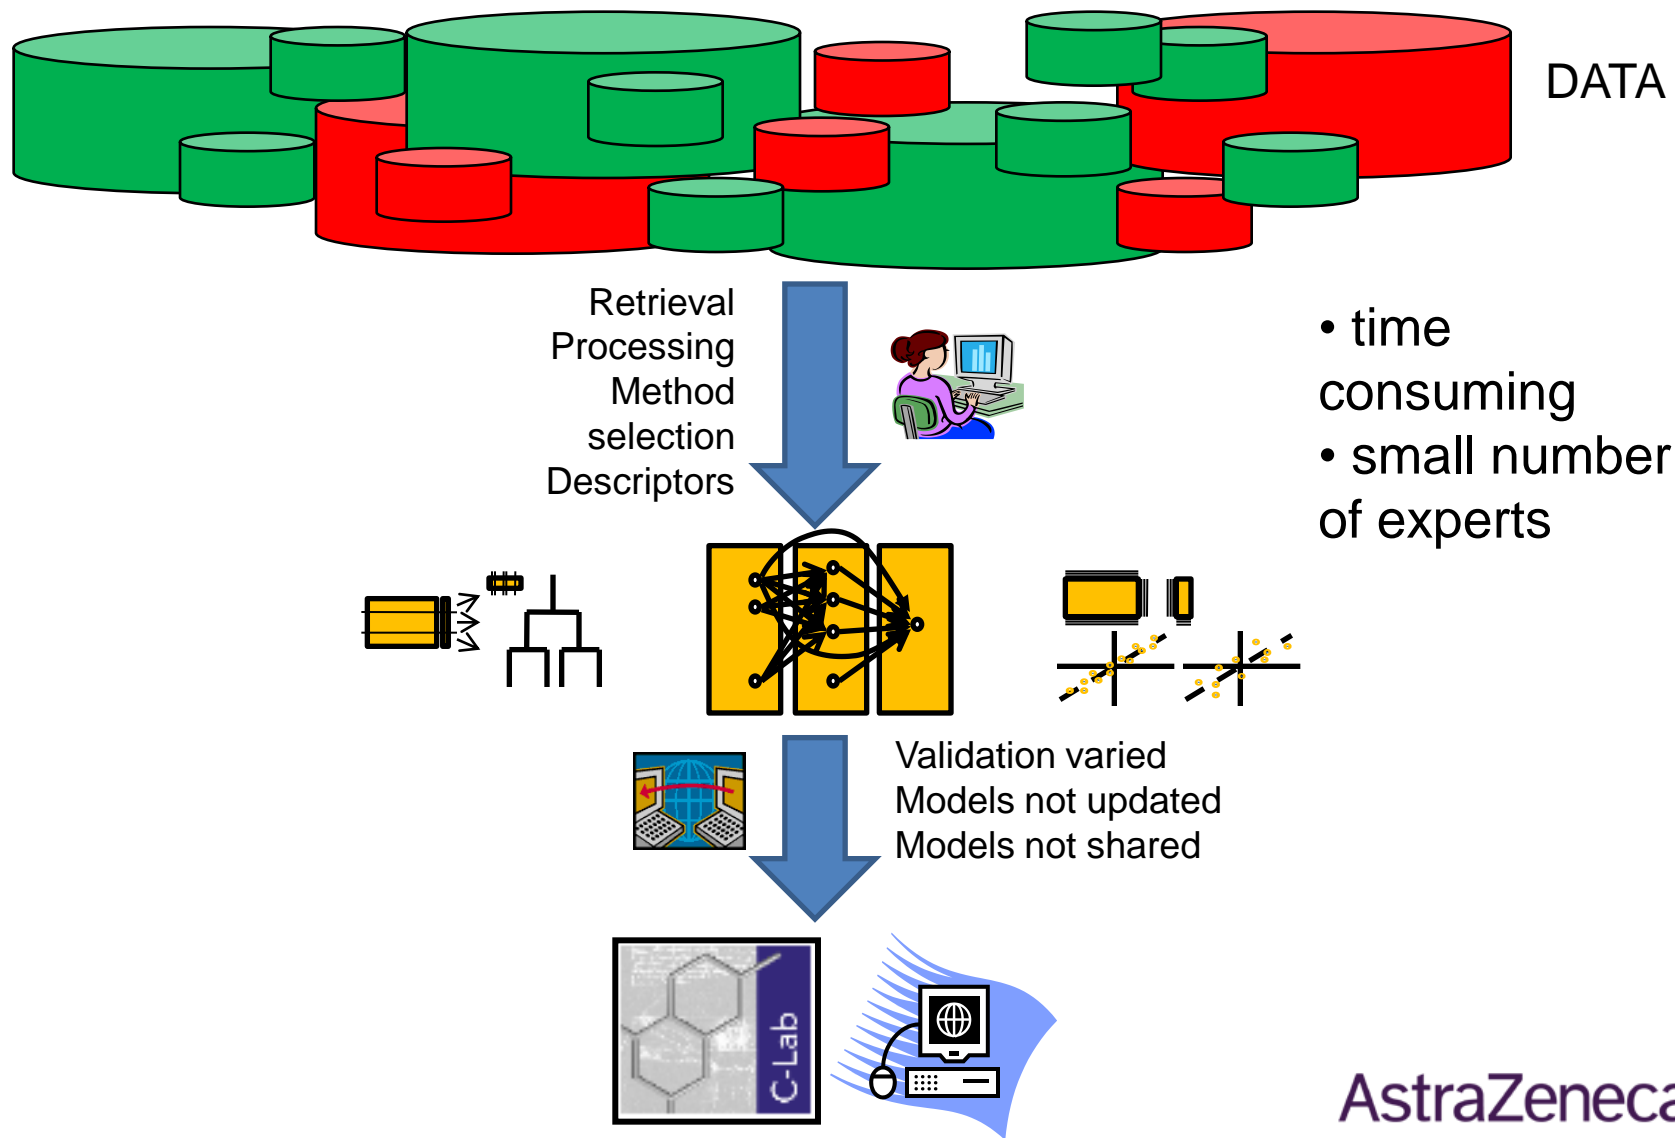 DATA
Retrieval
Processing
Method
selection
Descriptors
• time
consuming
• small number
of experts
Validation varied
Models not updated
Models not shared
C-Lab
AstraZeneca